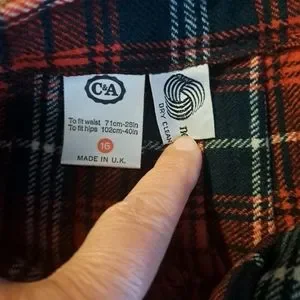 C&A
To fit waist 71cm-28in
To fit hips 102cm-40in
16
MADE IN U.K.
DRY CLEAN